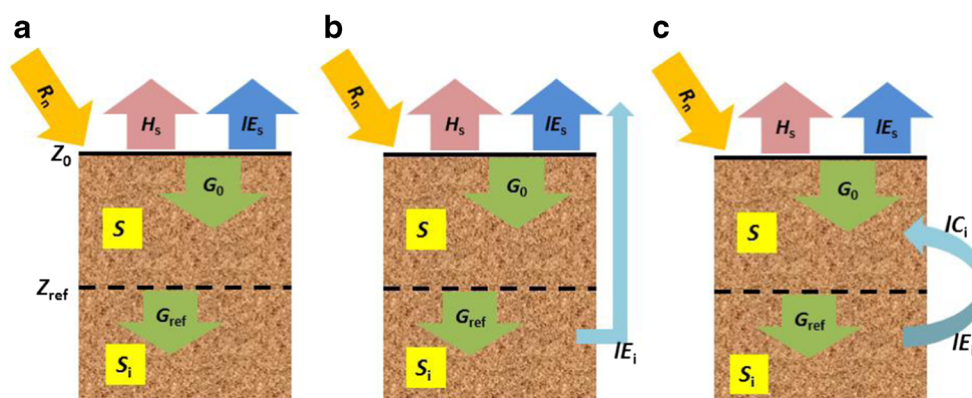 a b c
Rn Hs lEs Rn Hs lEs Rn Hs lEs
Z0
G0 G0 G0
S S S lCi
Zref
Gref Gref Gref
lEi lEi
Si Si Si